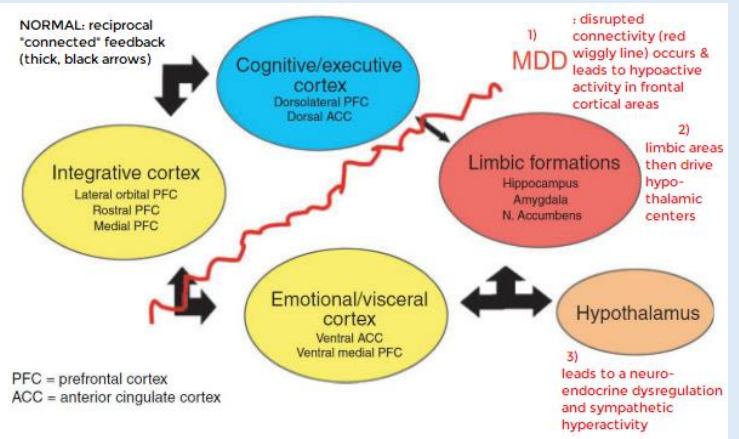 NORMAL: reciprocal
"connected" feedback
(thick, black arrows)
Cognitive/executive
cortex
Dorsolateral PFC
Dorsal ACC
1)
MDD
: disrupted
connectivity (red
wiggly line) occurs &
leads to hypoactive
activity in frontal
cortical areas
Integrative cortex
Lateral orbital PFC
Rostral PFC
Medial PFC
Limbic formations
Hippocampus
Amygdala
N. Accumbens
2)
limbic areas
then drive
hypo-
thalamic
centers
Emotional/visceral
cortex
Ventral ACC
Ventral medial PFC
Hypothalamus
3)
leads to a neuro-
endocrine dysregulation
and sympathetic
hyperactivity
PFC = prefrontal cortex
ACC = anterior cingulate cortex